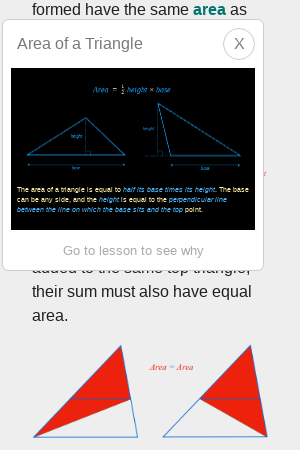 formed have the same area as
Area of a Triangle
X
Area = 1/2 height × base
height
height
base
base
The area of a triangle is equal to half its base times its height. The base
can be any side, and the height is equal to the perpendicular line
between the line on which the base sits and the top point.
Go to lesson to see why
added to the same top triangle,
their sum must also have equal
area.
Area = Area